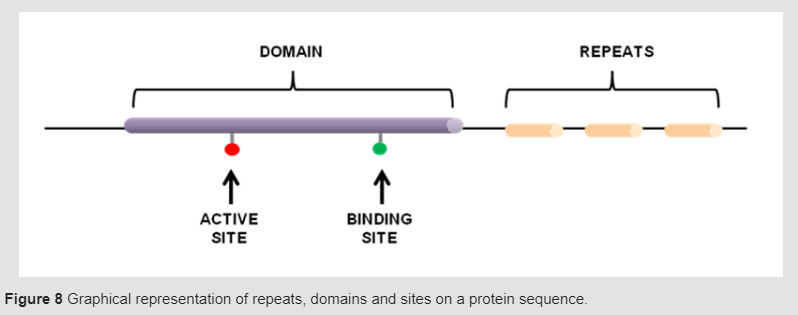 DOMAIN
REPEATS
ACTIVE
SITE
BINDING
SITE
Figure 8 Graphical representation of repeats, domains and sites on a protein sequence.